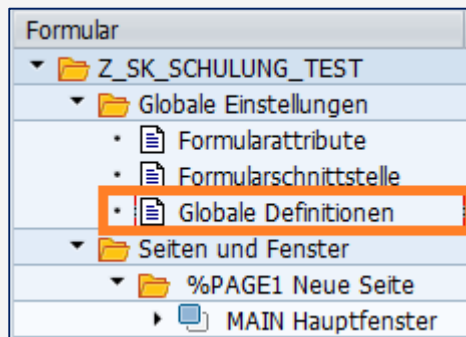 Formular
Z_SK_SCHULUNG_TEST
Globale Einstellungen
Formularattribute
Formularschnittstelle
Globale Definitionen
Seiten und Fenster
%PAGE1 Neue Seite
MAIN Hauptfenster